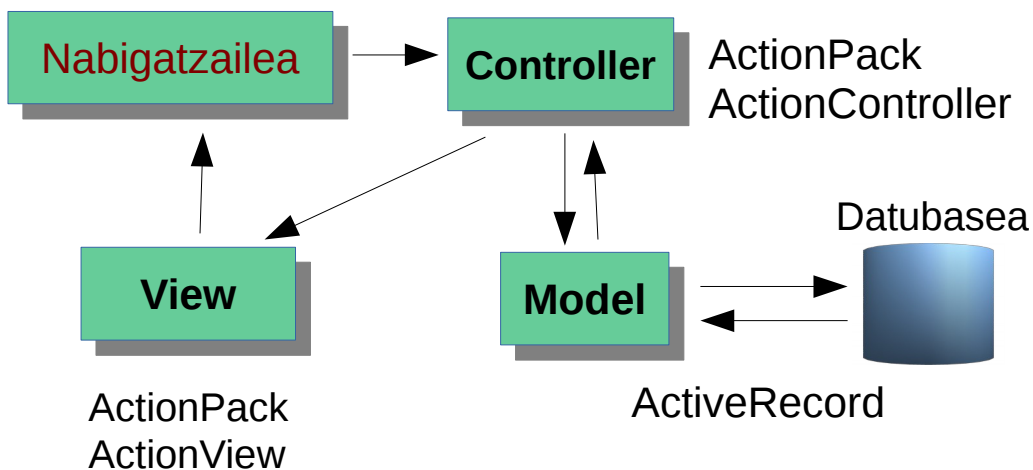 Nabigatzailea
Controller
ActionPack
ActionController
Datubasea
View
Model
ActiveRecord
ActionPack
ActionView